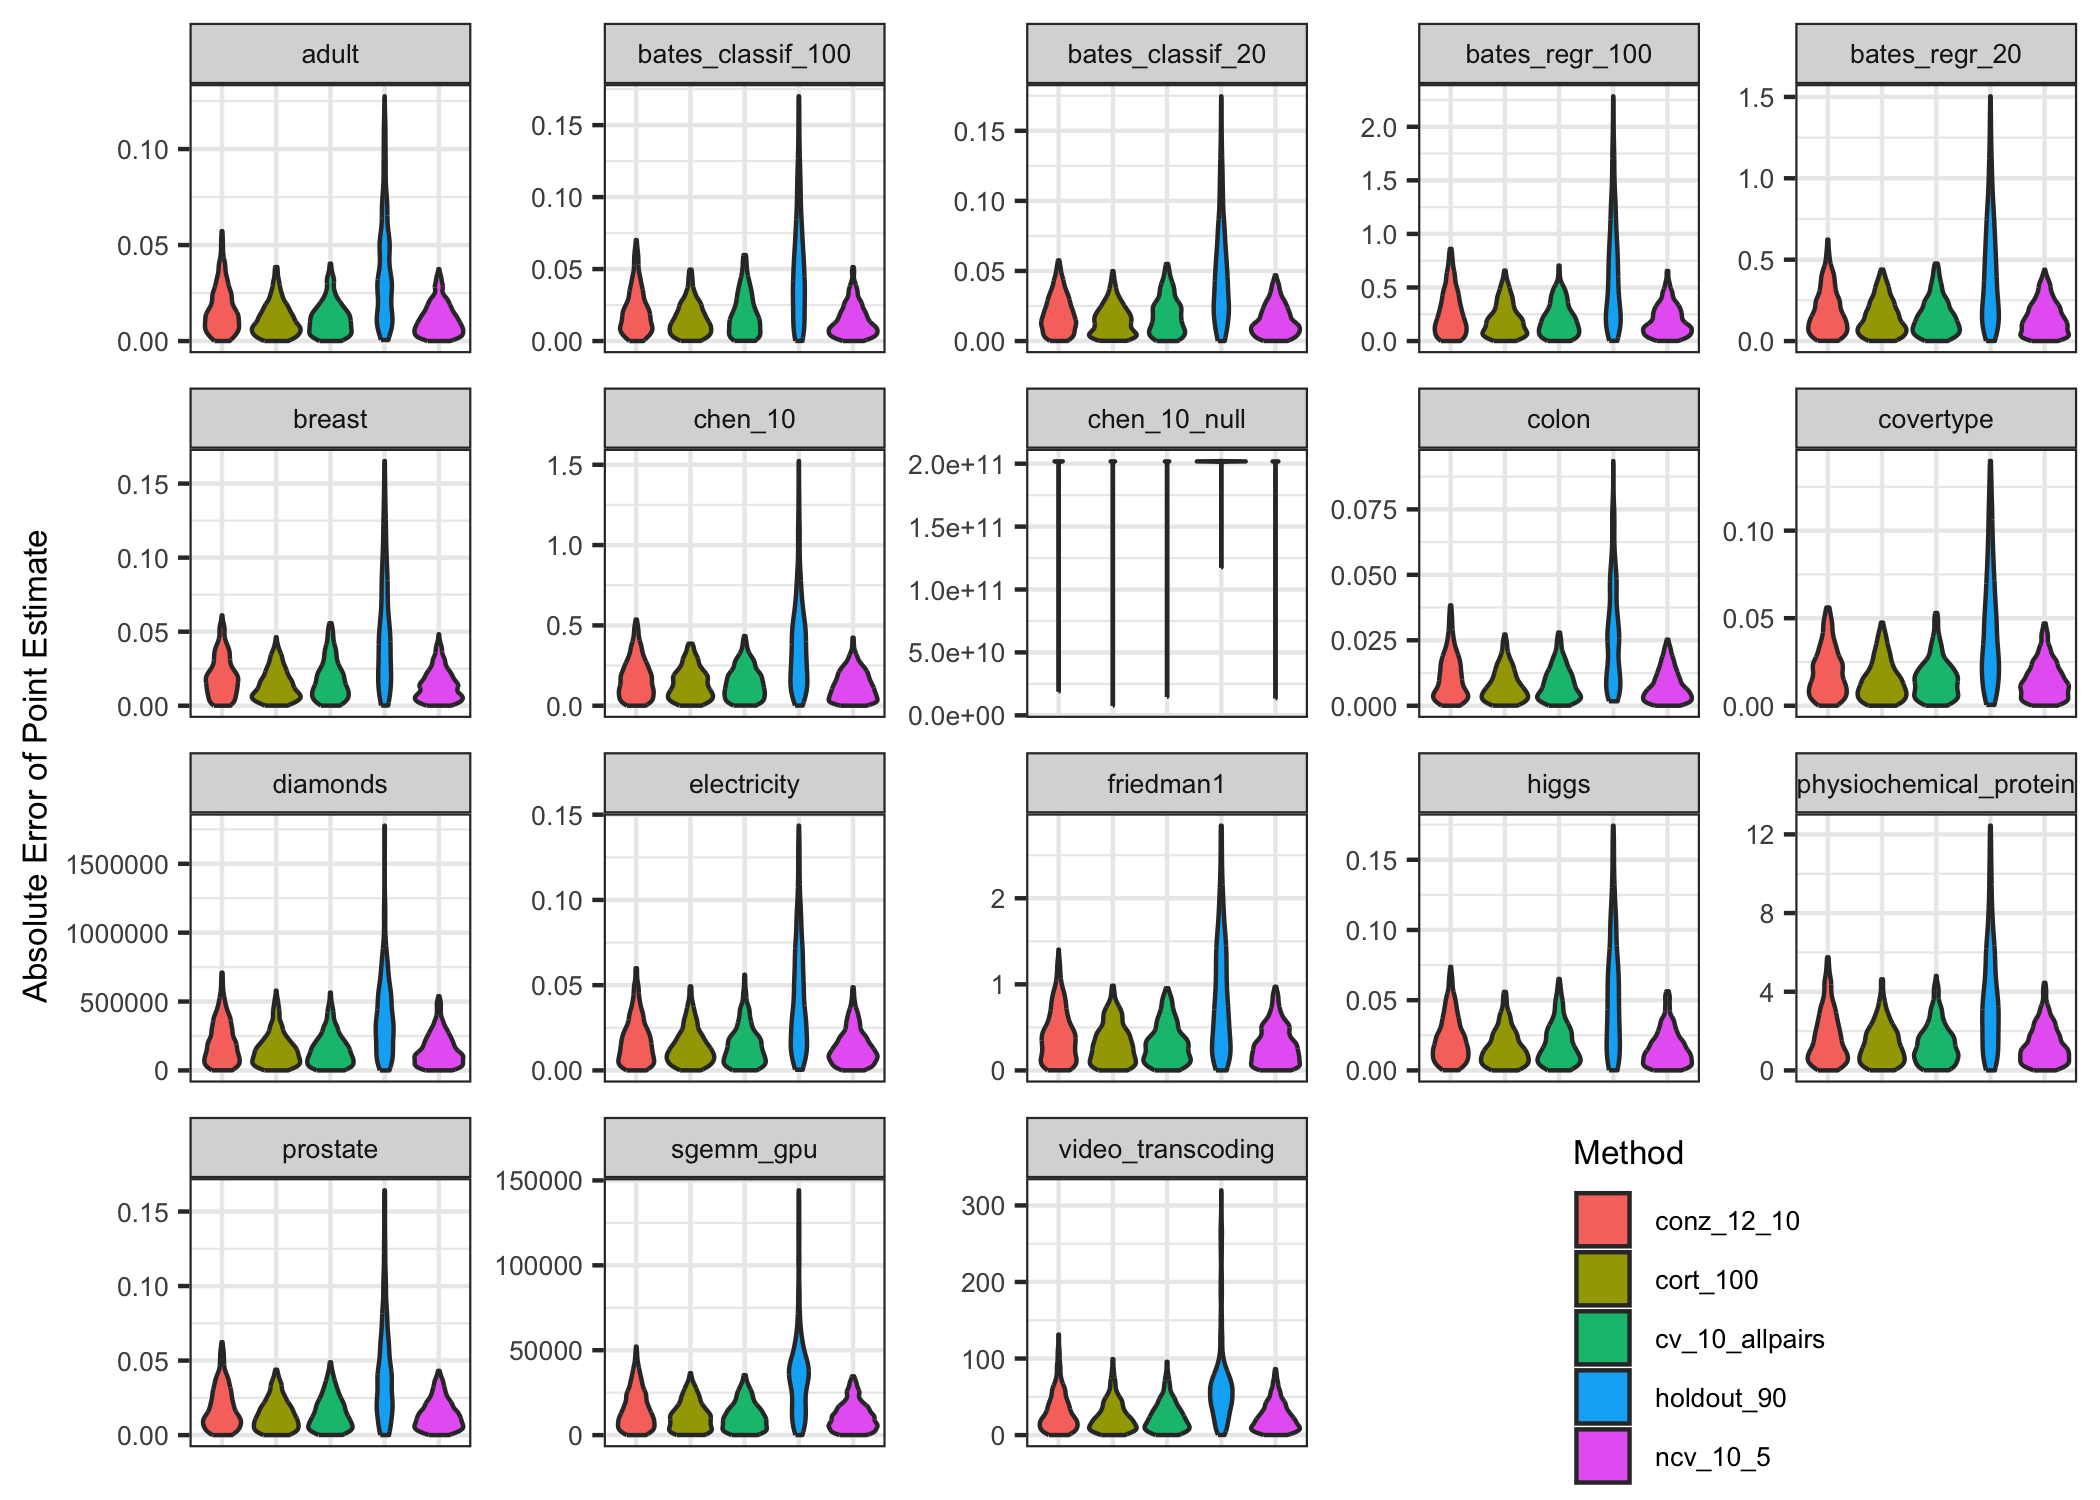 Absolute Error of Point Estimate
adult
0.10
0.05
0.00
bates_classif_100
0.15
0.10
0.05
0.00
bates_classif_20
0.15
0.10
0.05
0.00
bates_regr_100
2.0
1.5
1.0
0.5
0.0
bates_regr_20
1.5
1.0
0.5
0.0
breast
0.15
0.10
0.05
0.00
chen_10
1.5
1.0
0.5
0.0
chen_10_null
2.0e+11
1.5e+11
1.0e+11
5.0e+10
0.0e+00
colon
0.075
0.050
0.025
0.000
covertype
0.10
0.05
0.00
diamonds
1500000
1000000
500000
0
electricity
0.15
0.10
0.05
0.00
friedman1
2
1
0
higgs
0.15
0.10
0.05
0.00
physiochemical_protein
12
8
4
0
prostate
0.15
0.10
0.05
0.00
sgemm_gpu
150000
100000
50000
0
video_transcoding
300
200
100
0
Method
conz_12_10
cort_100
cv_10_allpairs
holdout_90
ncv_10_5